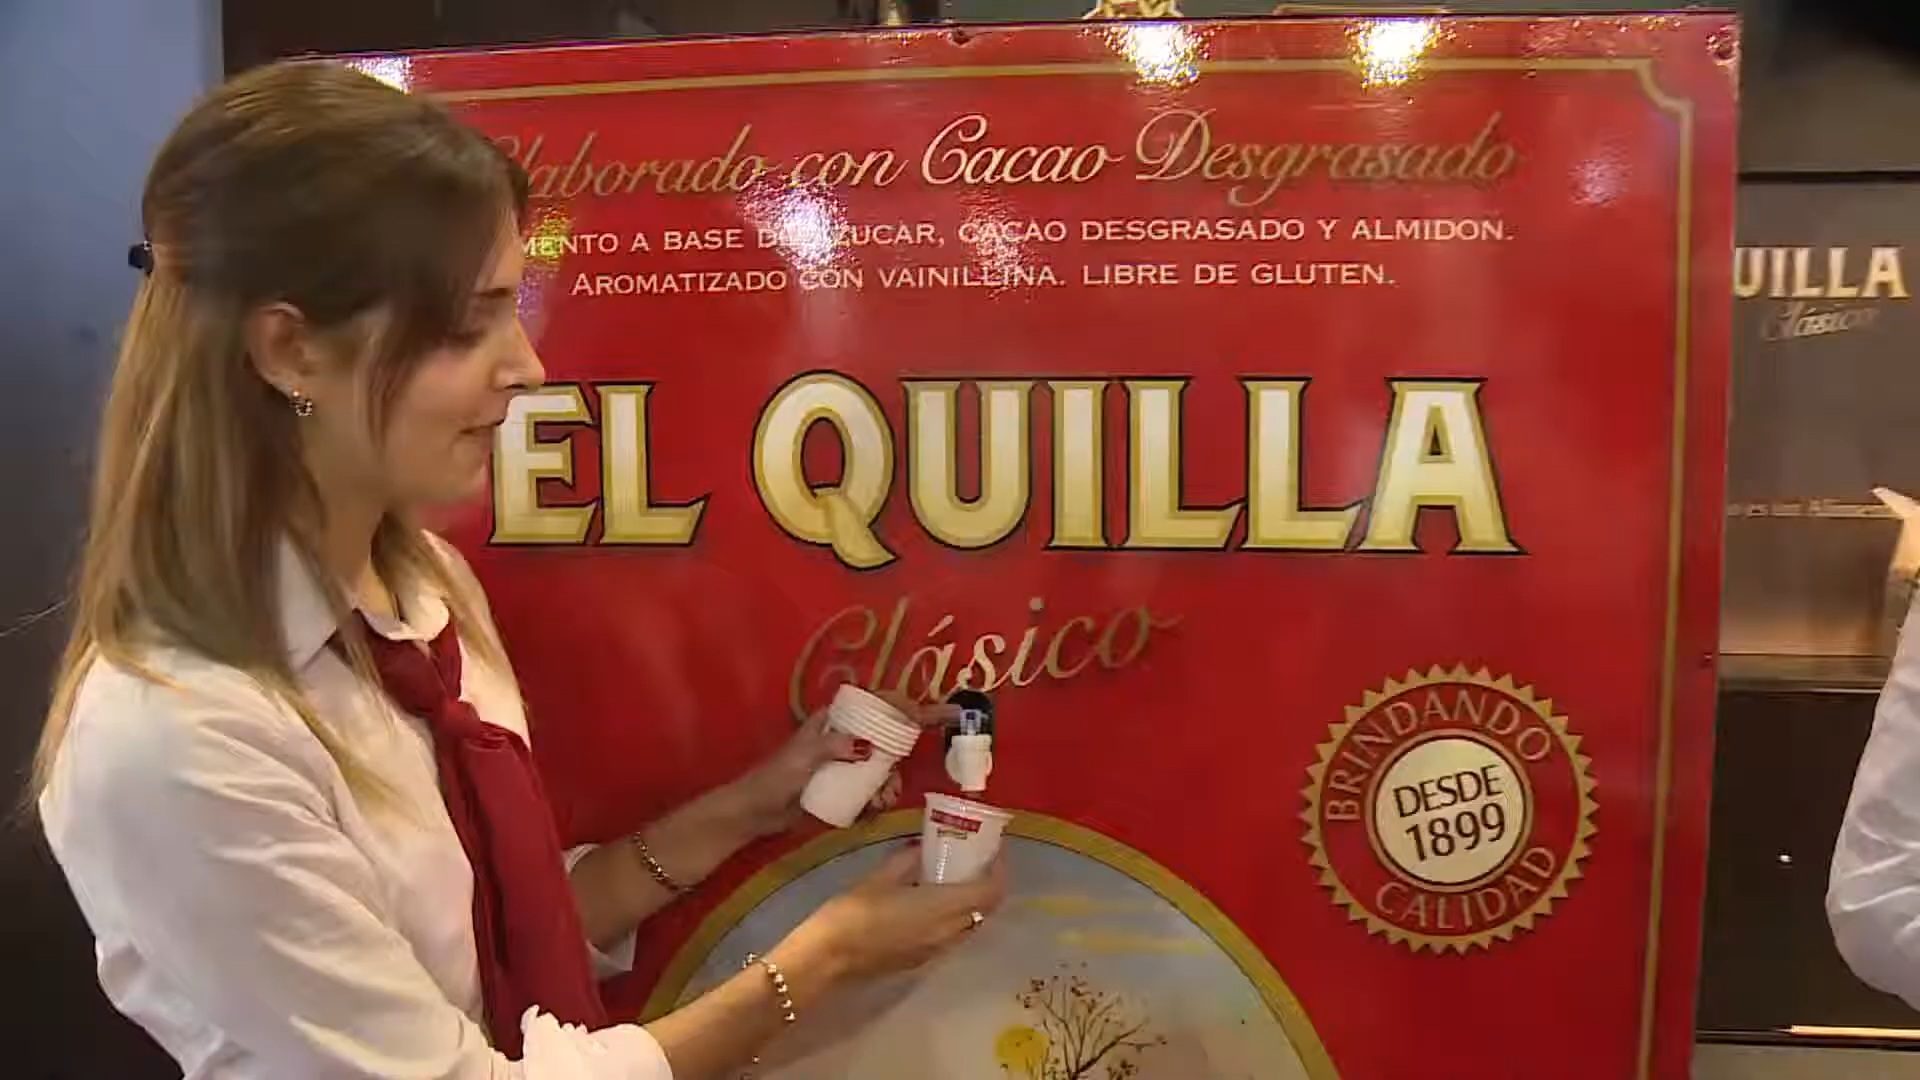 Elaborado con Cacao Desgrasado
MENTO A BASE DE AZUCAR, CACAO DESGRASADO Y ALMIDON.
AROMATIZADO CON VAINILLINA. LIBRE DE GLUTEN.
EL QUILLA
Clásico
BRINDANDO
DESDE
1899
CALIDAD
UILLA
Clásico